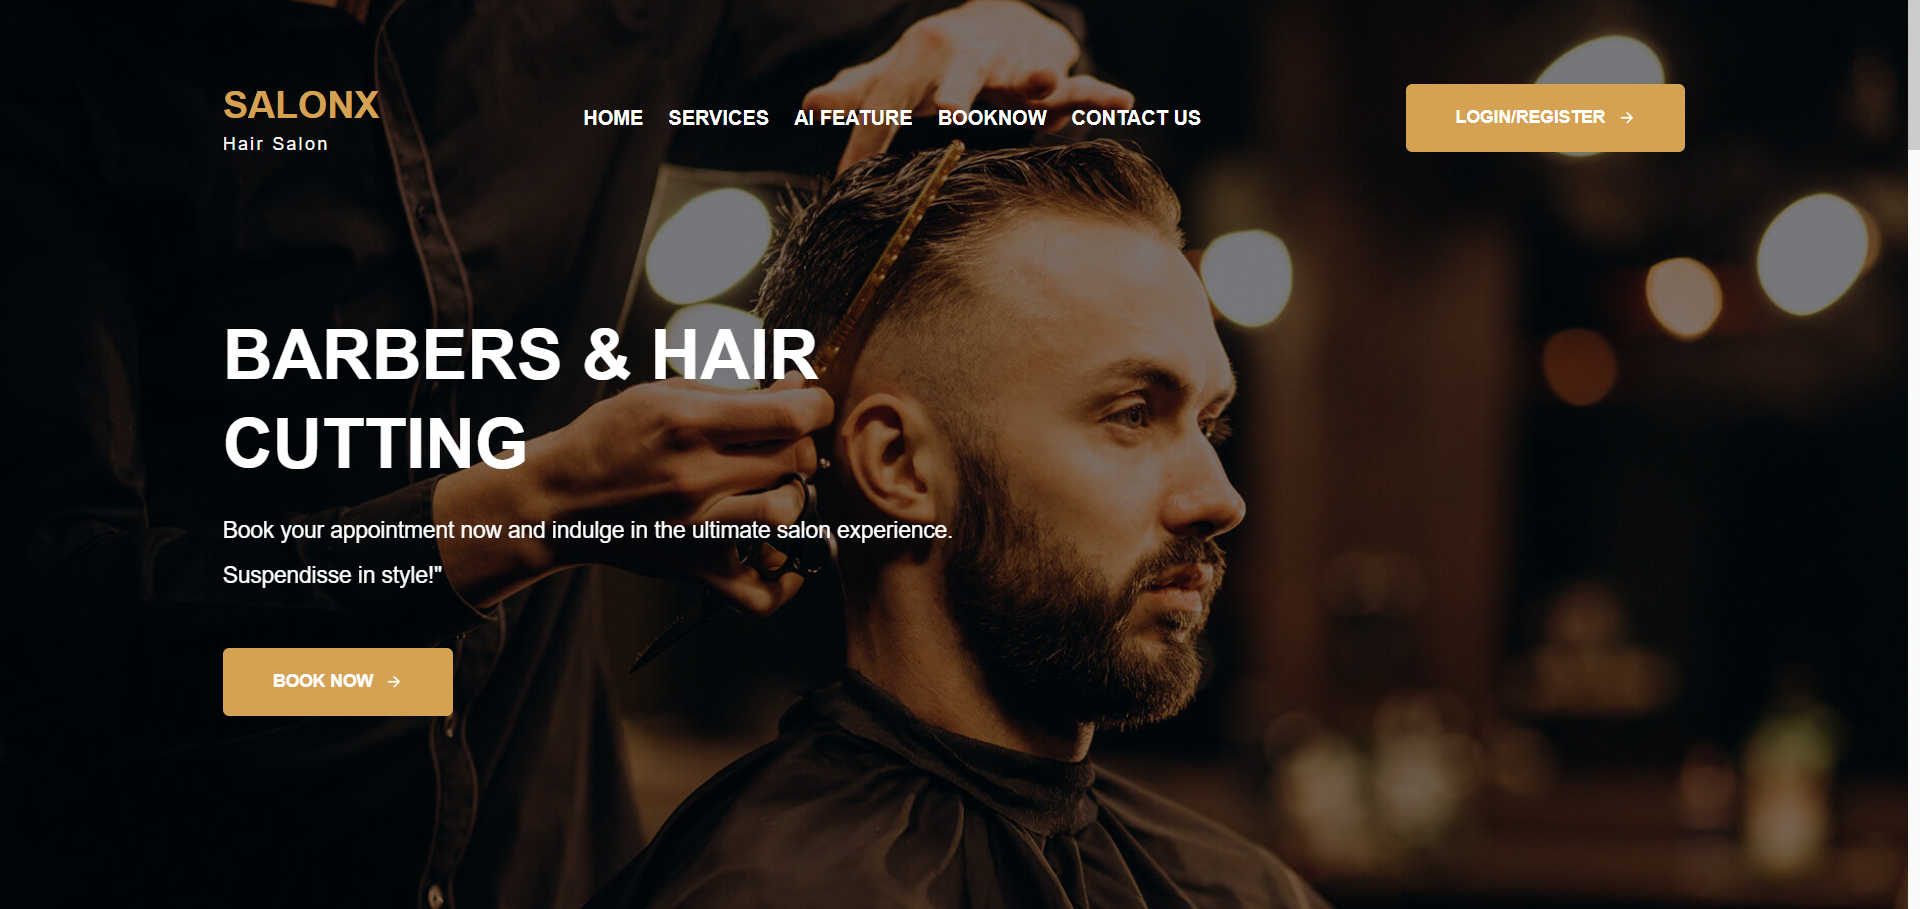 SALONX
Hair Salon
HOME SERVICES AI FEATURE BOOKNOW CONTACT US
LOGIN/REGISTER →
BARBERS & HAIR
CUTTING
Book your appointment now and indulge in the ultimate salon experience.
Suspendisse in style!"
BOOK NOW →